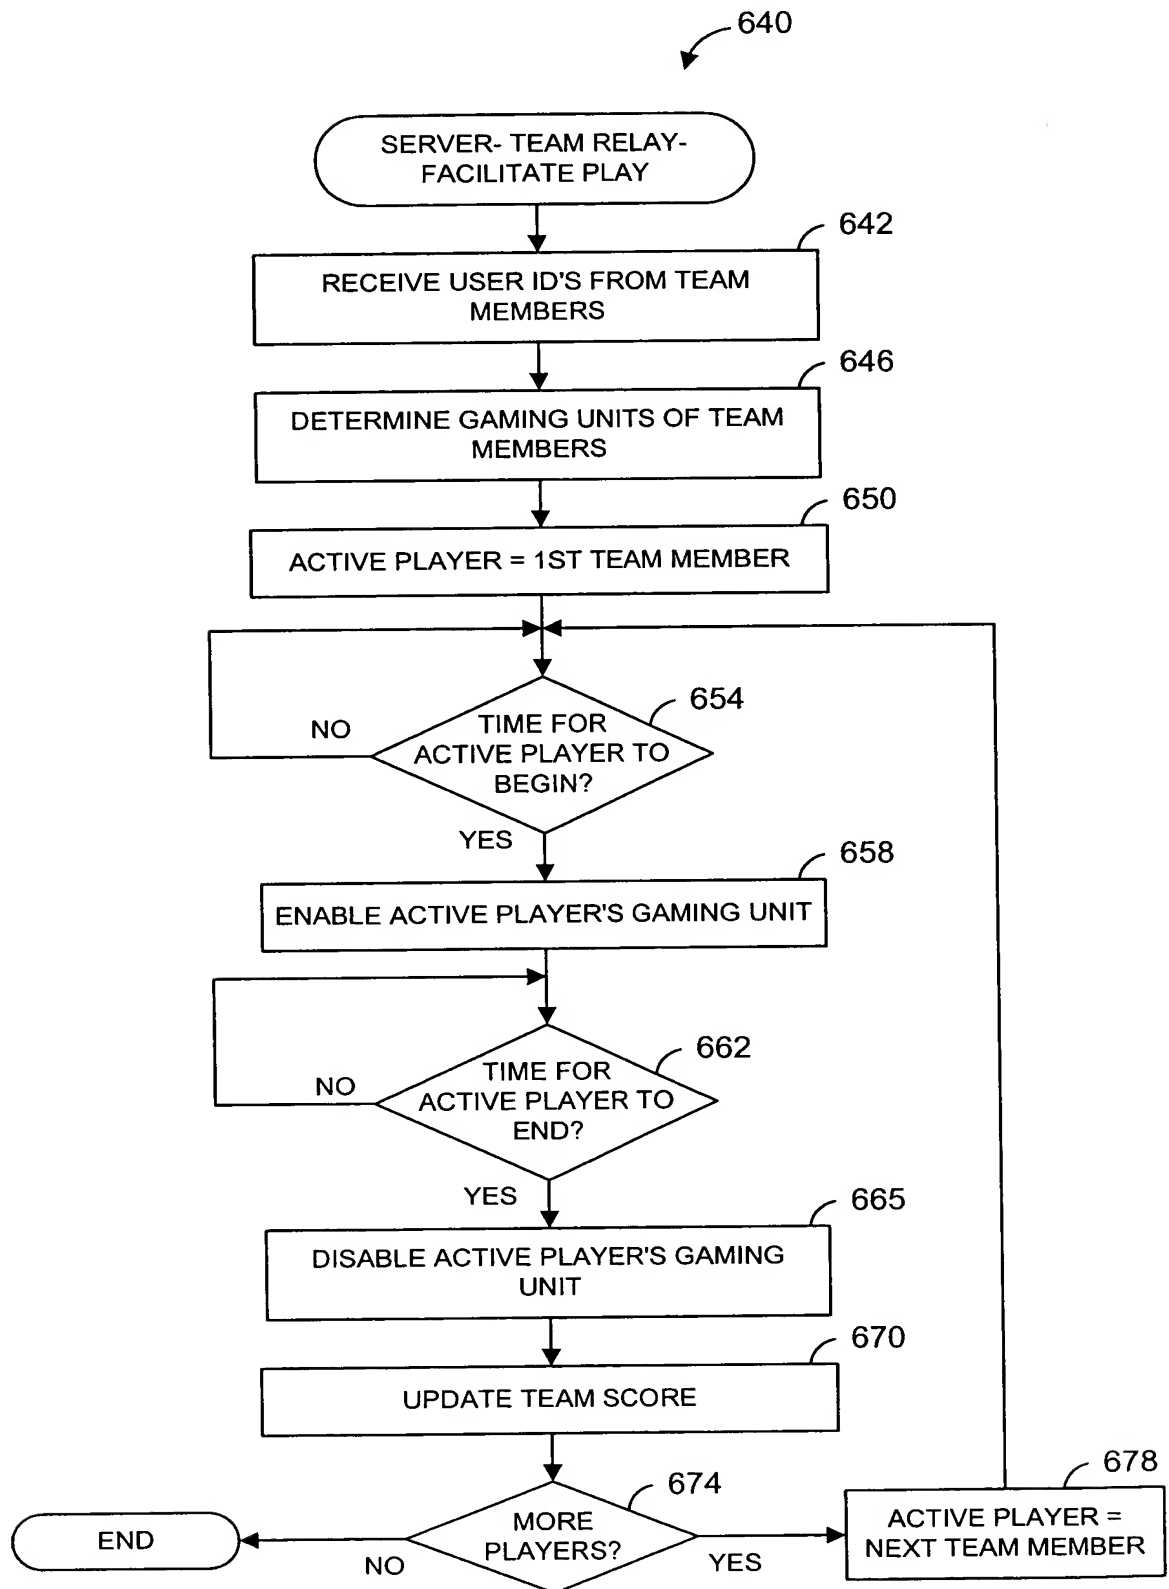 640
SERVER- TEAM RELAY-
FACILITATE PLAY
642
RECEIVE USER ID'S FROM TEAM
MEMBERS
646
DETERMINE GAMING UNITS OF TEAM
MEMBERS
650
ACTIVE PLAYER = 1ST TEAM MEMBER
654
NO
TIME FOR
ACTIVE PLAYER TO
BEGIN?
YES
658
ENABLE ACTIVE PLAYER'S GAMING UNIT
662
NO
TIME FOR
ACTIVE PLAYER TO
END?
YES
665
DISABLE ACTIVE PLAYER'S GAMING
UNIT
670
UPDATE TEAM SCORE
674
678
END
NO
MORE
PLAYERS?
YES
ACTIVE PLAYER =
NEXT TEAM MEMBER